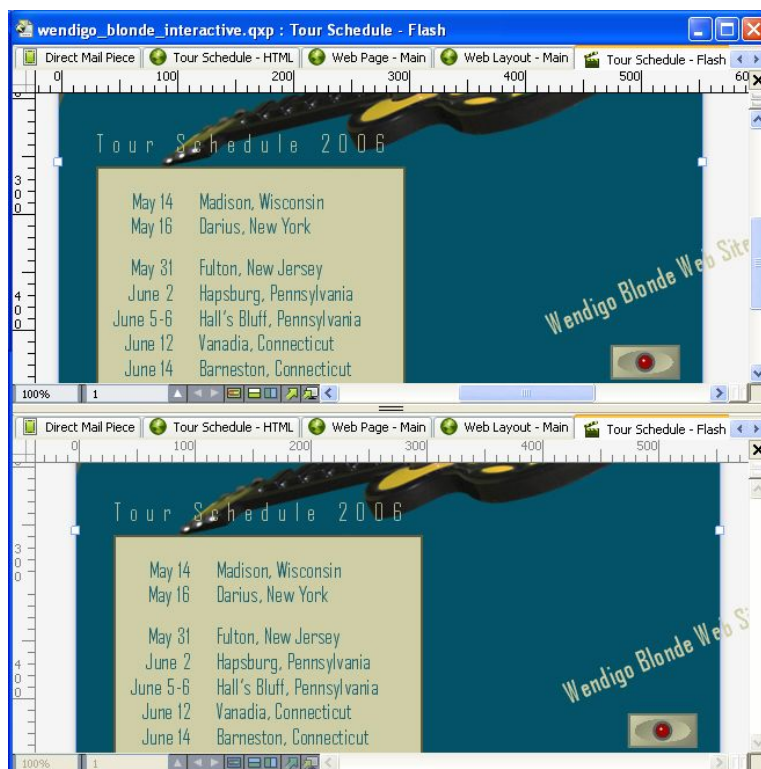 wendigo_blonde_interactive.qxp : Tour Schedule - Flash
Direct Mail Piece Tour Schedule - HTML Web Page - Main Web Layout - Main Tour Schedule - Flash
0 100 200 300 400 500 60
Tour Schedule 2006
300
May 14 Madison, Wisconsin
May 16 Darius, New York
May 31 Fulton, New Jersey
June 2 Hapsburg, Pennsylvania
June 5-6 Hall's Bluff, Pennsylvania
June 12 Vanadia, Connecticut
June 14 Barneston, Connecticut
400
Wendigo Blonde Web Site
100% 1
Direct Mail Piece Tour Schedule - HTML Web Page - Main Web Layout - Main Tour Schedule - Flash
0 100 200 300 400 500
Tour Schedule 2006
300
May 14 Madison, Wisconsin
May 16 Darius, New York
May 31 Fulton, New Jersey
June 2 Hapsburg, Pennsylvania
June 5-6 Hall's Bluff, Pennsylvania
June 12 Vanadia, Connecticut
June 14 Barneston, Connecticut
400
Wendigo Blonde Web S
100% 1